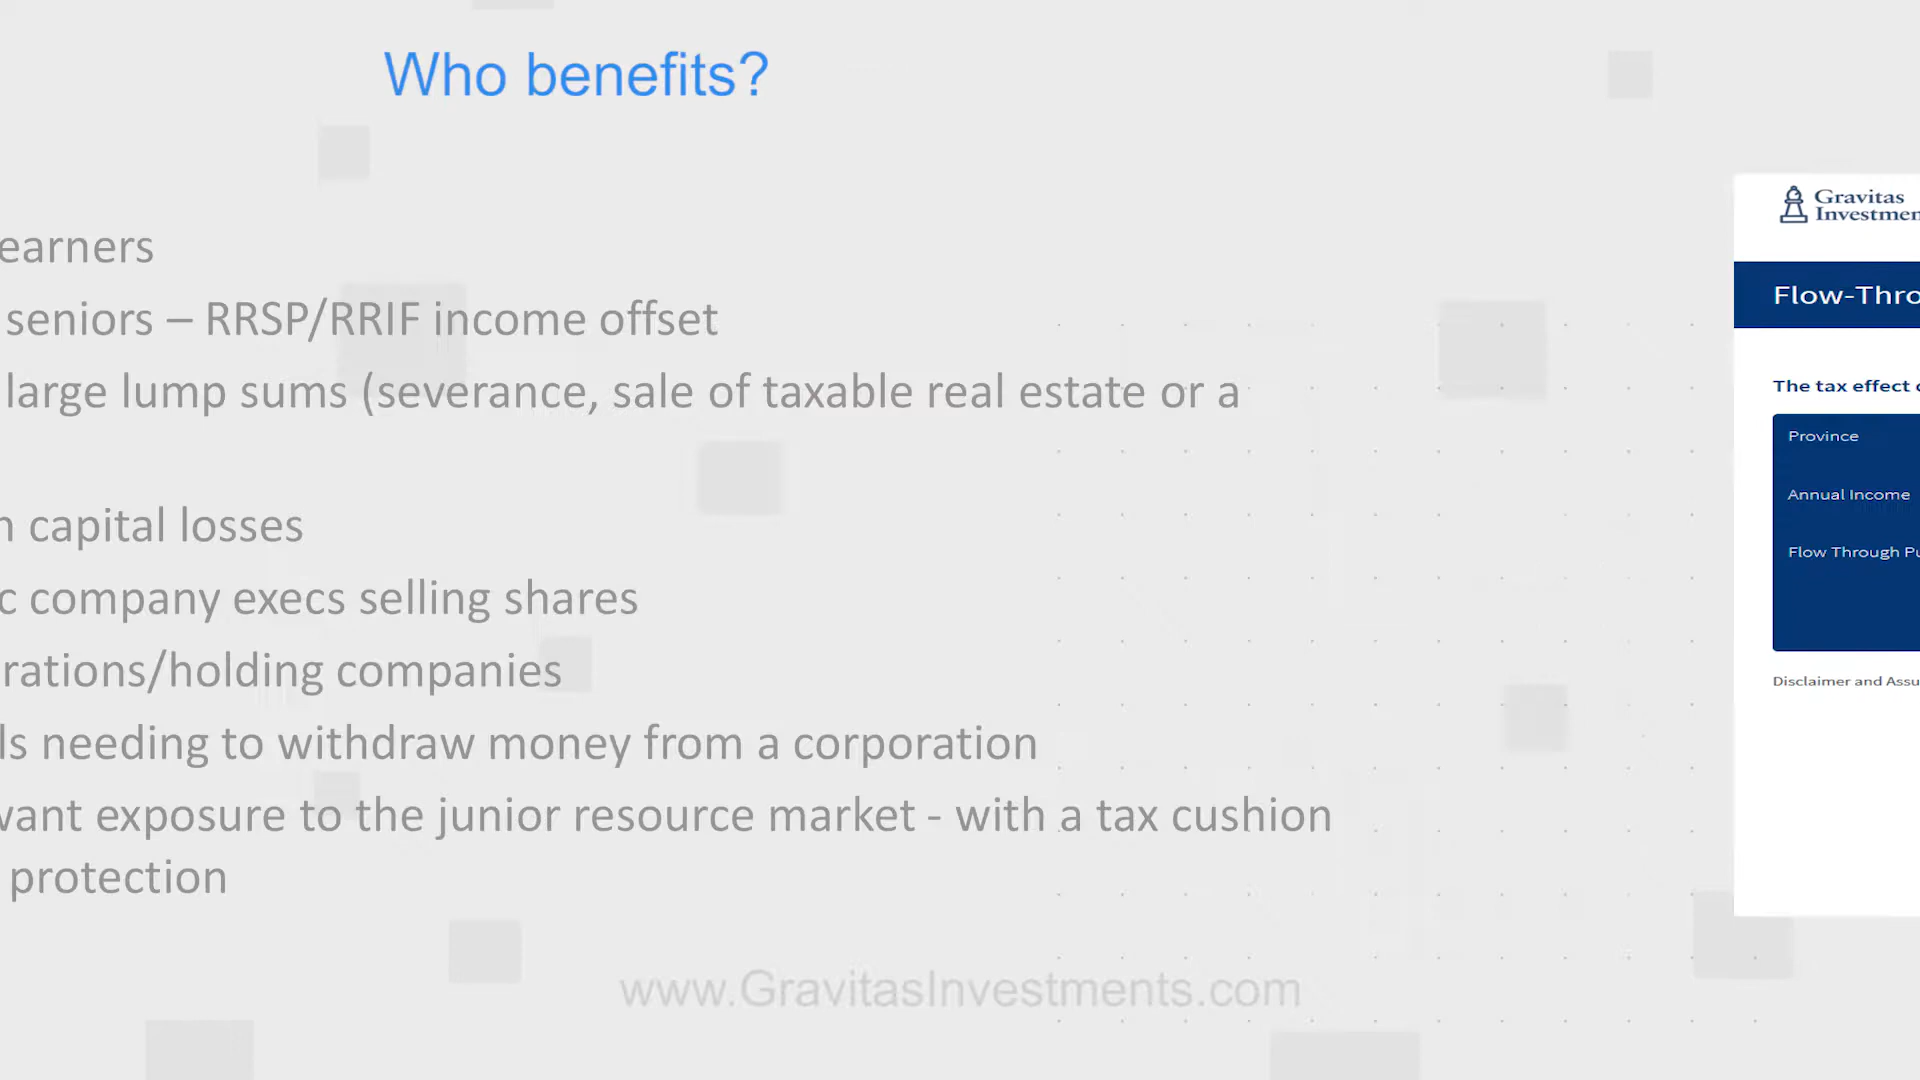 Who benefits?
earners
seniors – RRSP/RRIF income offset
large lump sums (severance, sale of taxable real estate or a
capital losses
company execs selling shares
rations/holding companies
needing to withdraw money from a corporation
exposure to the junior resource market - with a tax cushion
protection
www.GravitasInvestments.com
Gravitas
Investmen
Flow-Thro
The tax effect
Province
Annual Income
Flow Through Pu
Disclaimer and Assu